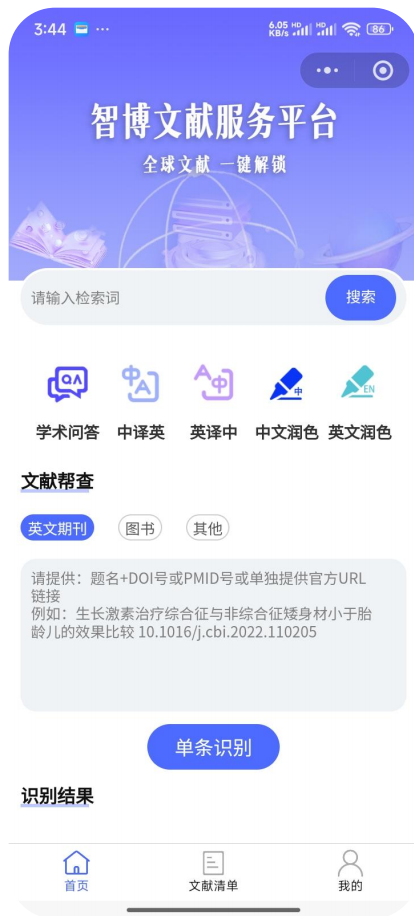 3:44
6.05 KB/s HD HD 86
智博文献服务平台
全球文献 一键解锁
请输入检索词
搜索
QA
中 A
A 中
中
EN
学术问答 中译英 英译中 中文润色 英文润色
文献帮查
英文期刊 图书 其他
请提供：题名+DOI号或PMID号或单独提供官方URL
链接
例如：生长激素治疗综合征与非综合征矮身材小于胎
龄儿的效果比较 10.1016/j.cbi.2022.110205
单条识别
识别结果
首页 文献清单 我的